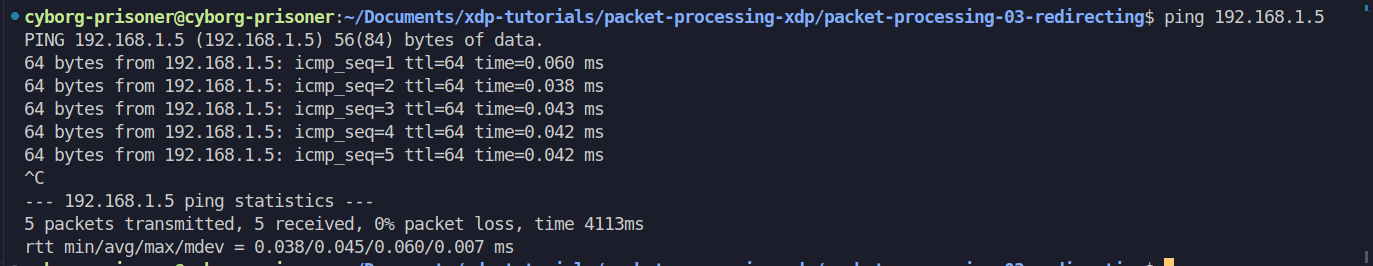 cyborg-prisoner@cyborg-prisoner:~/Documents/xdp-tutorials/packet-processing-xdp/packet-processing-03-redirecting$ ping 192.168.1.5
PING 192.168.1.5 (192.168.1.5) 56(84) bytes of data.
64 bytes from 192.168.1.5: icmp_seq=1 ttl=64 time=0.060 ms
64 bytes from 192.168.1.5: icmp_seq=2 ttl=64 time=0.038 ms
64 bytes from 192.168.1.5: icmp_seq=3 ttl=64 time=0.043 ms
64 bytes from 192.168.1.5: icmp_seq=4 ttl=64 time=0.042 ms
64 bytes from 192.168.1.5: icmp_seq=5 ttl=64 time=0.042 ms
^C
--- 192.168.1.5 ping statistics ---
5 packets transmitted, 5 received, 0% packet loss, time 4113ms
rtt min/avg/max/mdev = 0.038/0.045/0.060/0.007 ms